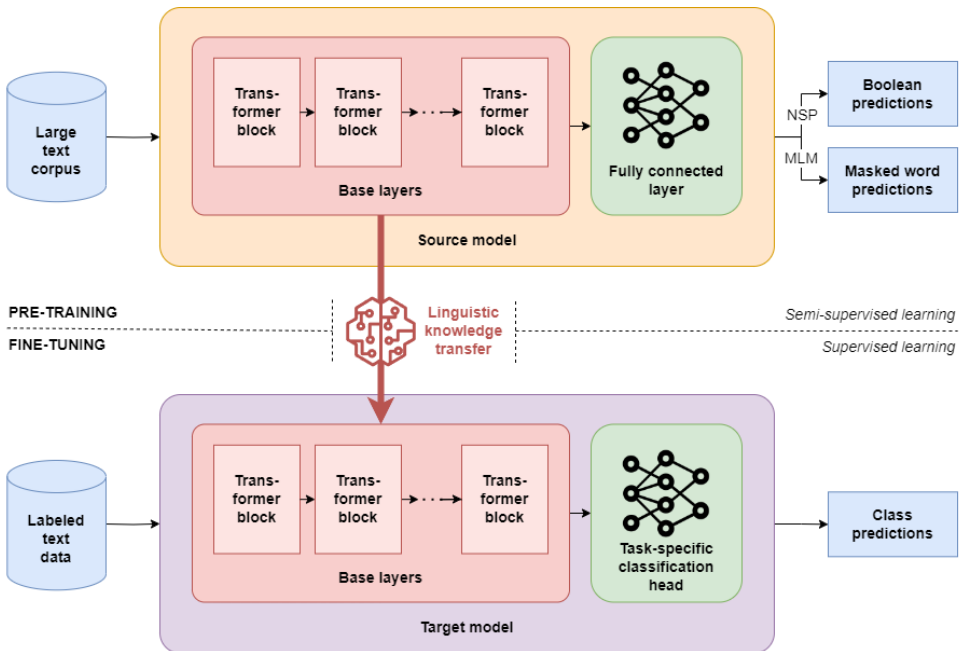 Large
text
corpus
Trans-
former
block
Trans-
former
block
...
Trans-
former
block
Base layers
Fully connected
layer
Source model
NSP
MLM
Boolean
predictions
Masked word
predictions
PRE-TRAINING
FINE-TUNING
Linguistic
knowledge
transfer
Semi-supervised learning
Supervised learning
Labeled
text
data
Trans-
former
block
Trans-
former
block
...
Trans-
former
block
Base layers
Task-specific
classification
head
Target model
Class
predictions